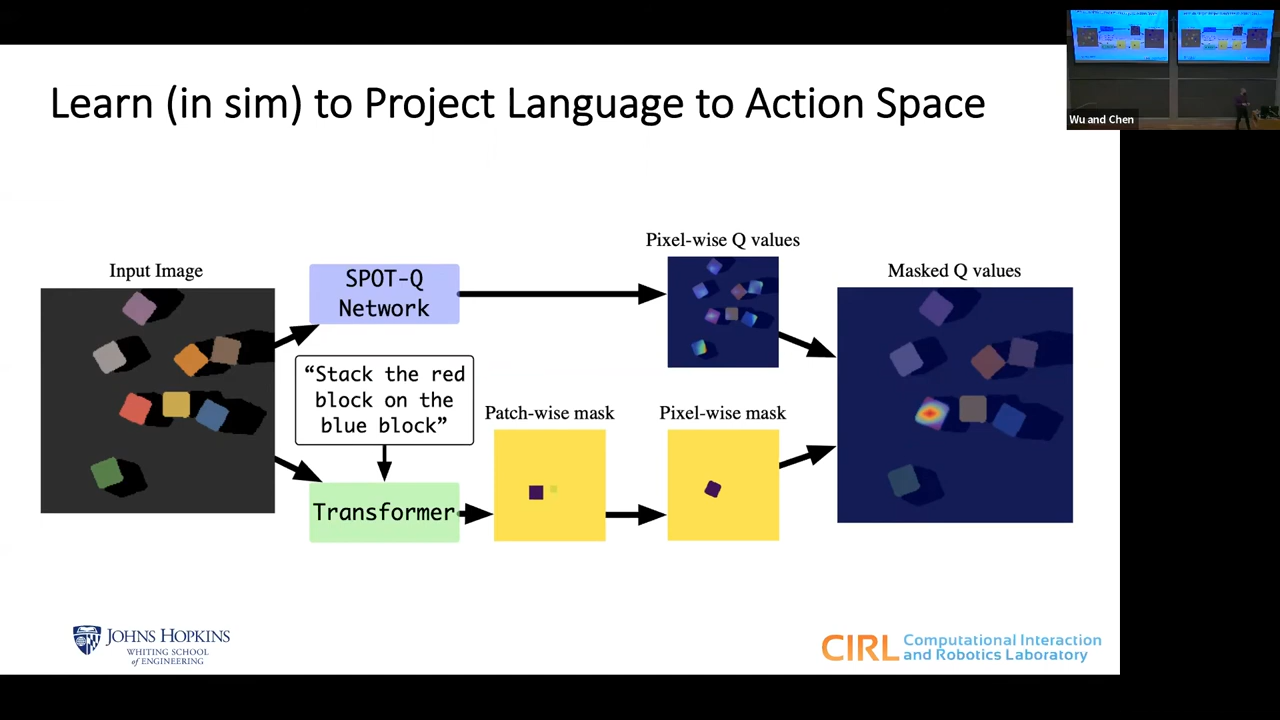 Learn (in sim) to Project Language to Action Space
Wu and Chen
Input Image
SPOT-Q
Network
“Stack the red
block on the
blue block”
Transformer
Patch-wise mask
Pixel-wise Q values
Pixel-wise mask
Masked Q values
JOHNS HOPKINS
WHITING SCHOOL
of ENGINEERING
CIRL
Computational Interaction
and Robotics Laboratory